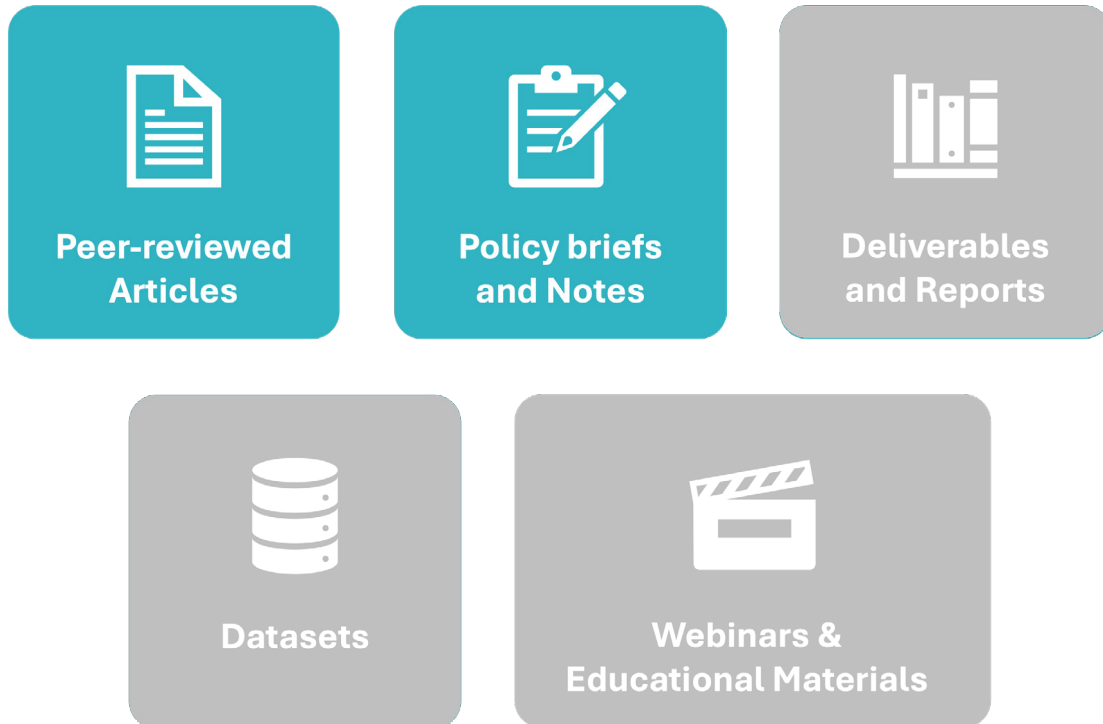 Peer-reviewed
Articles
Policy briefs
and Notes
Deliverables
and Reports
Datasets
Webinars &
Educational Materials